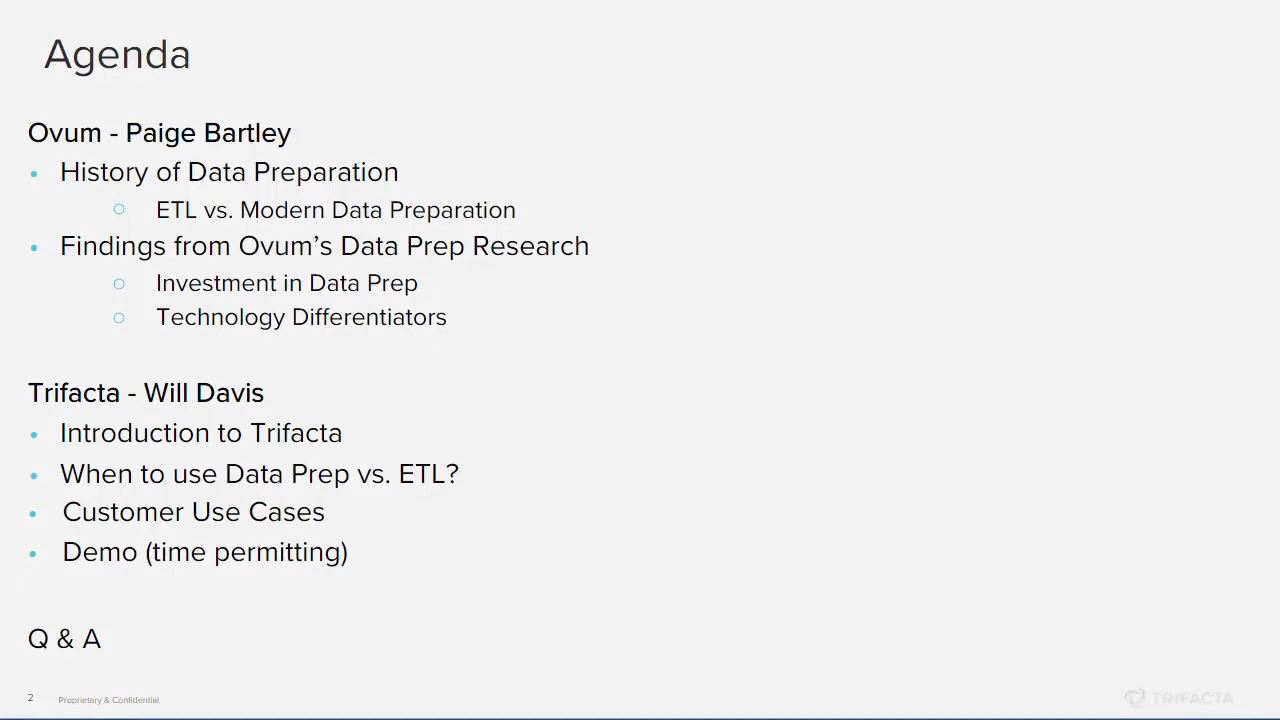 Agenda
Ovum - Paige Bartley
• History of Data Preparation
○ ETL vs. Modern Data Preparation
• Findings from Ovum’s Data Prep Research
○ Investment in Data Prep
○ Technology Differentiators
Trifacta - Will Davis
• Introduction to Trifacta
• When to use Data Prep vs. ETL?
• Customer Use Cases
• Demo (time permitting)
Q & A
2 Proprietary & Confidential
TRIFACTA